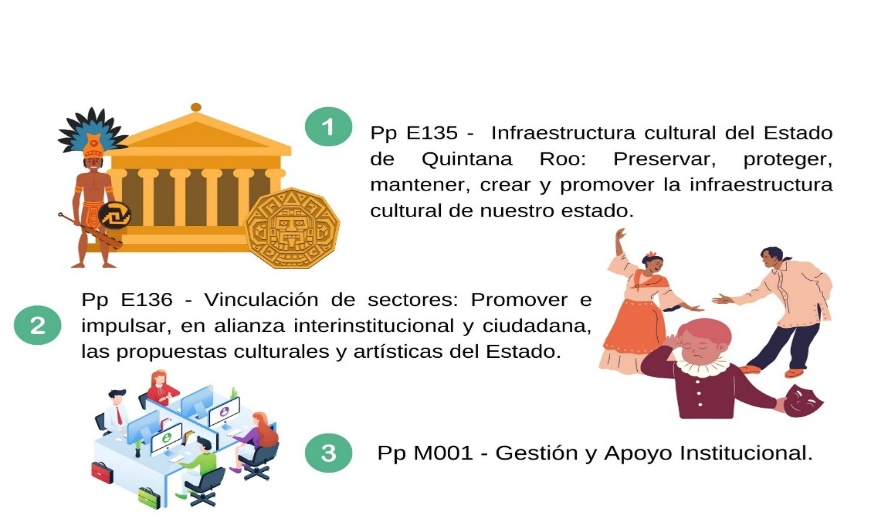 1
Pp E135 - Infraestructura cultural del Estado
de Quintana Roo: Preservar, proteger,
mantener, crear y promover la infraestructura
cultural de nuestro estado.
2
Pp E136 - Vinculación de sectores: Promover e
impulsar, en alianza interinstitucional y ciudadana,
las propuestas culturales y artísticas del Estado.
3
Pp M001 - Gestión y Apoyo Institucional.